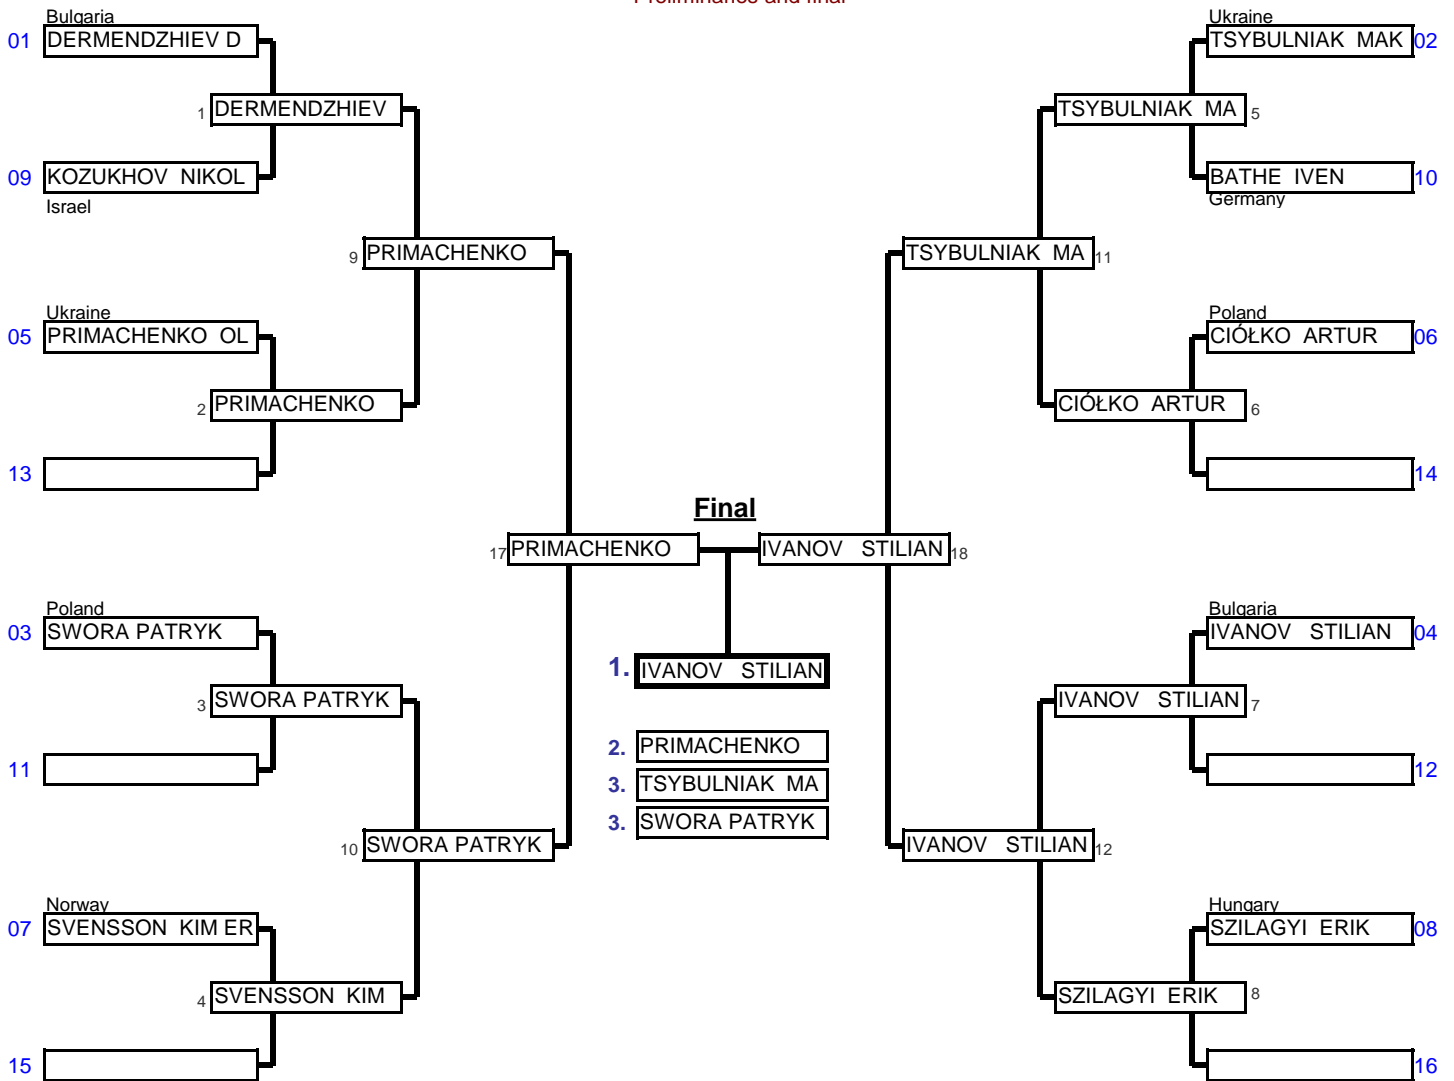 Preliminaries and final
Bulgaria
01 DERMENDZHIEV D
1 DERMENDZHIEV
09 KOZUKHOV NIKOL
Israel
9 PRIMACHENKO
Ukraine
05 PRIMACHENKO OL
2 PRIMACHENKO
13
17 PRIMACHENKO
Poland
03 SWORA PATRYK
3 SWORA PATRYK
11
10 SWORA PATRYK
Norway
07 SVENSSON KIM ER
4 SVENSSON KIM
15
Final
1. IVANOV STILIAN
2. PRIMACHENKO
3. TSYBULNIAK MA
3. SWORA PATRYK
Ukraine
TSYBULNIAK MAK 02
TSYBULNIAK MA 5
BATHE IVEN 10
Germany
TSYBULNIAK MA 11
Poland
CIÓŁKO ARTUR 06
CIÓŁKO ARTUR 6
14
IVANOV STILIAN 18
Bulgaria
IVANOV STILIAN 04
IVANOV STILIAN 7
12
IVANOV STILIAN 12
Hungary
SZILAGYI ERIK 08
SZILAGYI ERIK 8
16